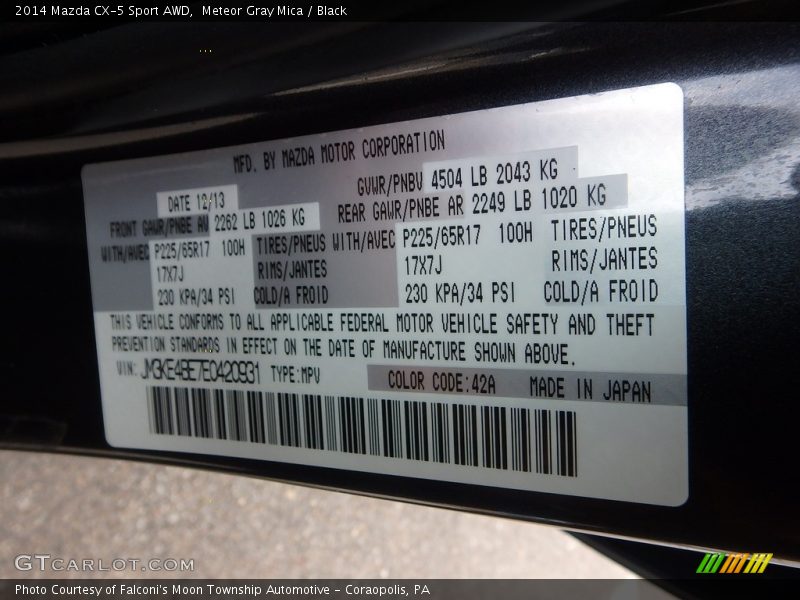 2014 Mazda CX-5 Sport AWD, Meteor Gray Mica / Black
MFD. BY MAZDA MOTOR CORPORATION
DATE 12/13 GVWR/PNBV 4504 LB 2043 KG
FRONT GAWR/PNBE AV 2262 LB 1026 KG REAR GAWR/PNBE AR 2249 LB 1020 KG
WITH/AVEC P225/65R17 100H TIRES/PNEUS WITH/AVEC P225/65R17 100H TIRES/PNEUS
17X7J RIMS/JANTES 17X7J RIMS/JANTES
230 KPA/34 PSI COLD/A FROID 230 KPA/34 PSI COLD/A FROID
THIS VEHICLE CONFORMS TO ALL APPLICABLE FEDERAL MOTOR VEHICLE SAFETY AND THEFT
PREVENTION STANDARDS IN EFFECT ON THE DATE OF MANUFACTURE SHOWN ABOVE.
VIN: JM3KE4BE7E0420931 TYPE:MPV COLOR CODE:42A MADE IN JAPAN
GTCARLOT.COM
Photo Courtesy of Falconi's Moon Township Automotive - Coraopolis, PA